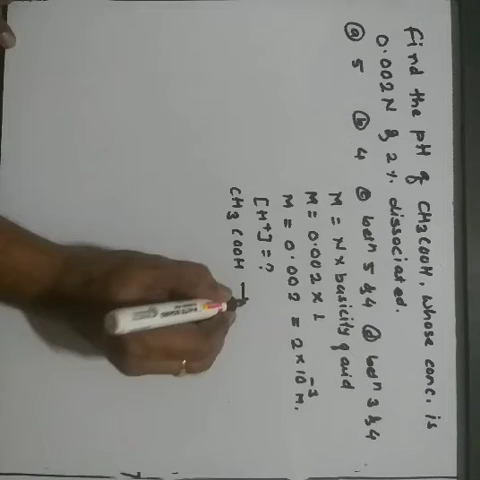 Find the pH of CH3COOH, whose conc. is
0.002N & 2% dissociated.
ⓐ 5 ⓑ 4 ⓒ betn 5 & 4 ⓓ betn 3 & 4
M = N × basicity of acid
M = 0.002 × 1
M = 0.002 = 2 × 10⁻³ M.
[H⁺] = ?
CH3COOH